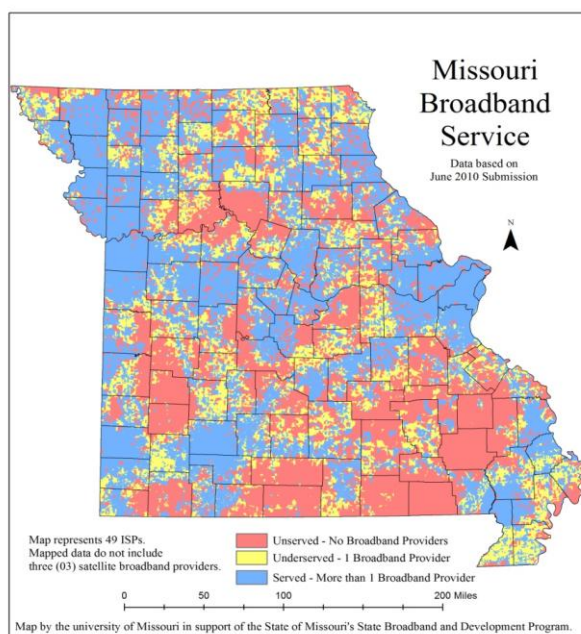 Missouri
Broadband
Service
Data based on
June 2010 Submission
N
Map represents 49 ISPs.
Mapped data do not include
three (03) satellite broadband providers.
Unserved - No Broadband Providers
Underserved - 1 Broadband Provider
Served - More than 1 Broadband Provider
0 50 100 200 Miles
Map by the university of Missouri in support of the State of Missouri's State Broadband and Development Program.